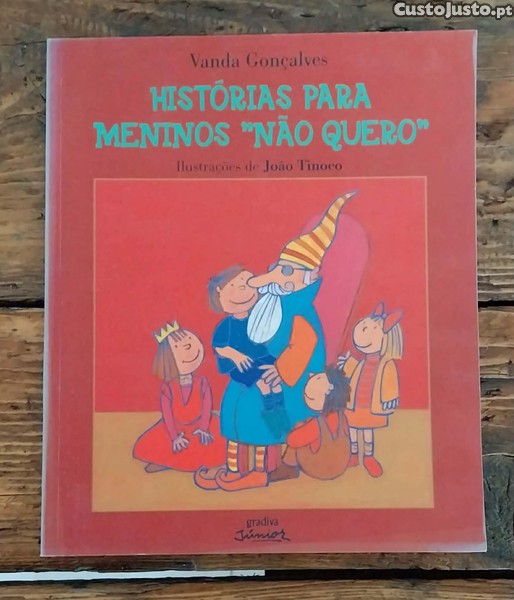 CustoJusto.pt
Vanda Gonçalves
HISTÓRIAS PARA
MENINOS "NÃO QUERO"
Ilustrações de João Tinoco
gradiva
Júnior